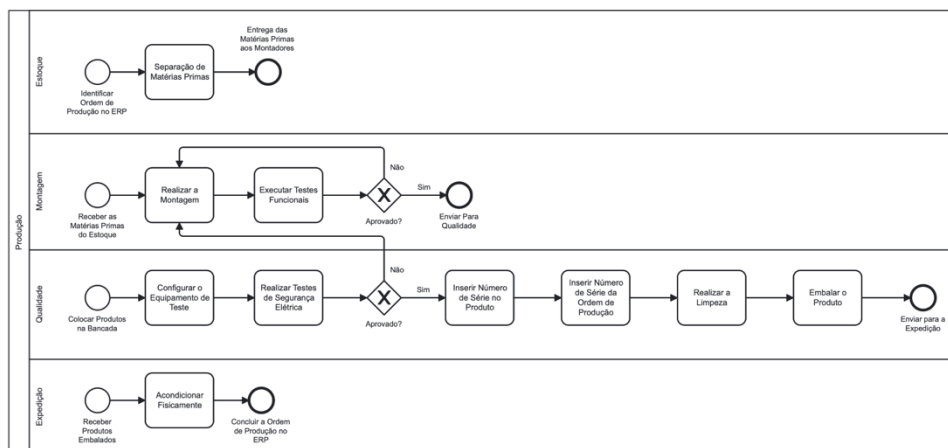 Produção
Estoque
Identificar
Ordem de
Produção no ERP
Separação de
Matérias Primas
Entrega das
Matérias Primas
aos Montadores
Montagem
Receber as
Matérias Primas
do Estoque
Realizar a
Montagem
Executar Testes
Funcionais
Não
Aprovado?
Sim
Enviar Para
Qualidade
Qualidade
Colocar Produtos
na Bancada
Configurar o
Equipamento de
Teste
Realizar Testes
de Segurança
Elétrica
Não
Aprovado?
Sim
Inserir Número
de Série no
Produto
Inserir Número
de Série da
Ordem de
Produção
Realizar a
Limpeza
Embalar o
Produto
Enviar para a
Expedição
Expedição
Receber
Produtos
Embalados
Acondicionar
Fisicamente
Concluir a Ordem
de Produção no
ERP